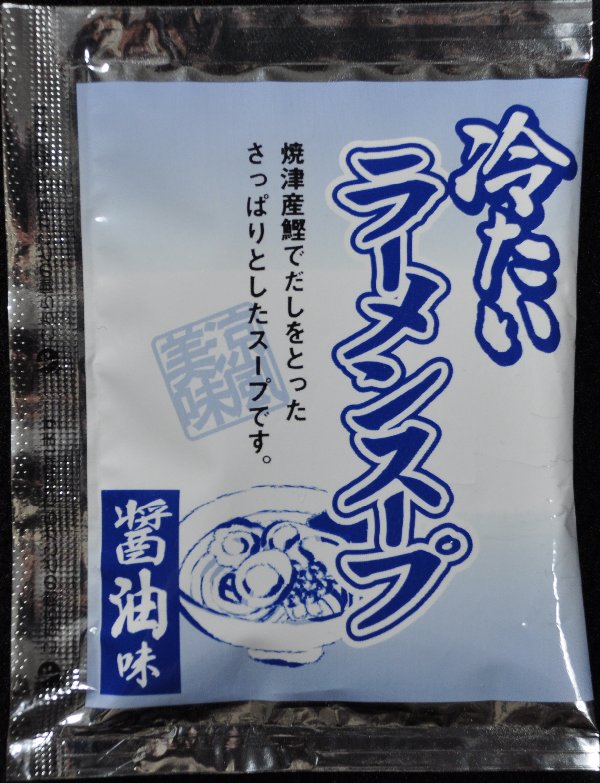 冷たい
ラーメンスープ
焼津産鰹でだしをとった
さっぱりとしたスープです。
涼風
美味
醤油味